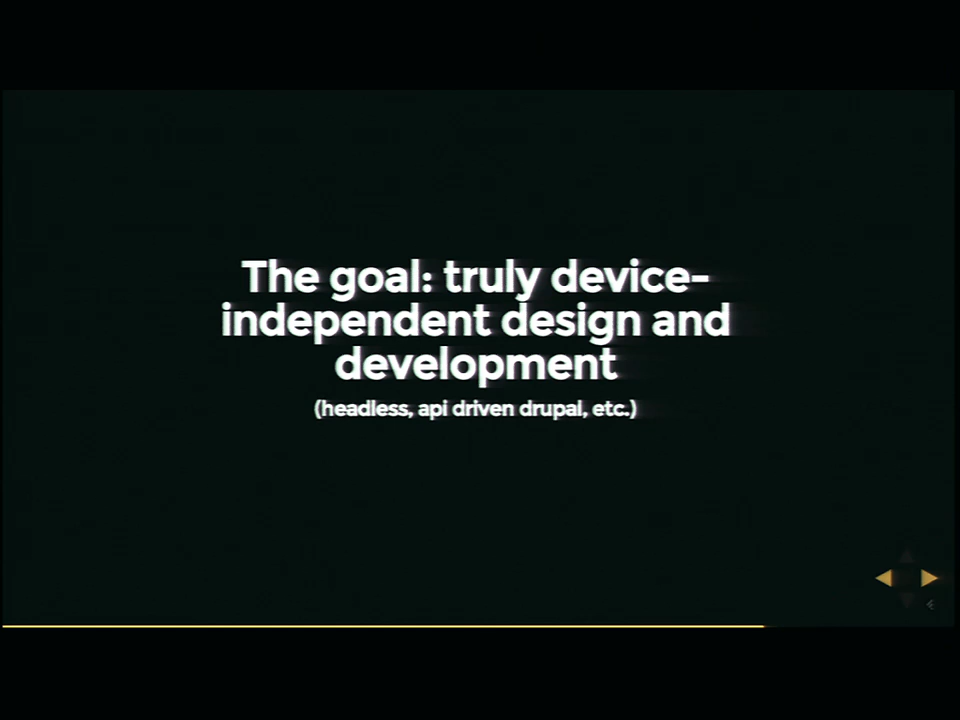 The goal: truly device-
independent design and
development
(headless, api driven drupal, etc.)